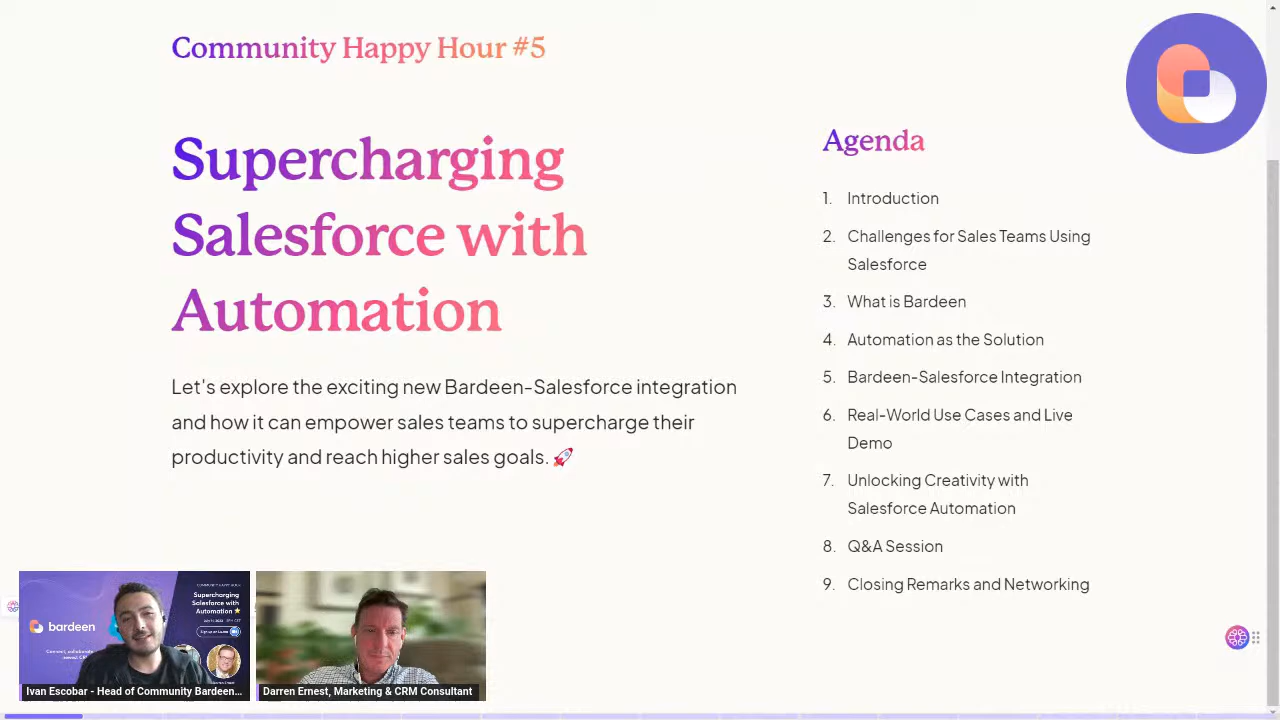 Community Happy Hour #5
Supercharging
Salesforce with
Automation
Let's explore the exciting new Bardeen-Salesforce integration
and how it can empower sales teams to supercharge their
productivity and reach higher sales goals. 🚀
Agenda
1. Introduction
2. Challenges for Sales Teams Using
Salesforce
3. What is Bardeen
4. Automation as the Solution
5. Bardeen-Salesforce Integration
6. Real-World Use Cases and Live
Demo
7. Unlocking Creativity with
Salesforce Automation
8. Q&A Session
9. Closing Remarks and Networking
bardeen
COMMUNITY HAPPY HOUR
Supercharging
Salesforce with
Automation
Ivan Escobar - Head of Community Bardeen...
Darren Ernest, Marketing & CRM Consultant